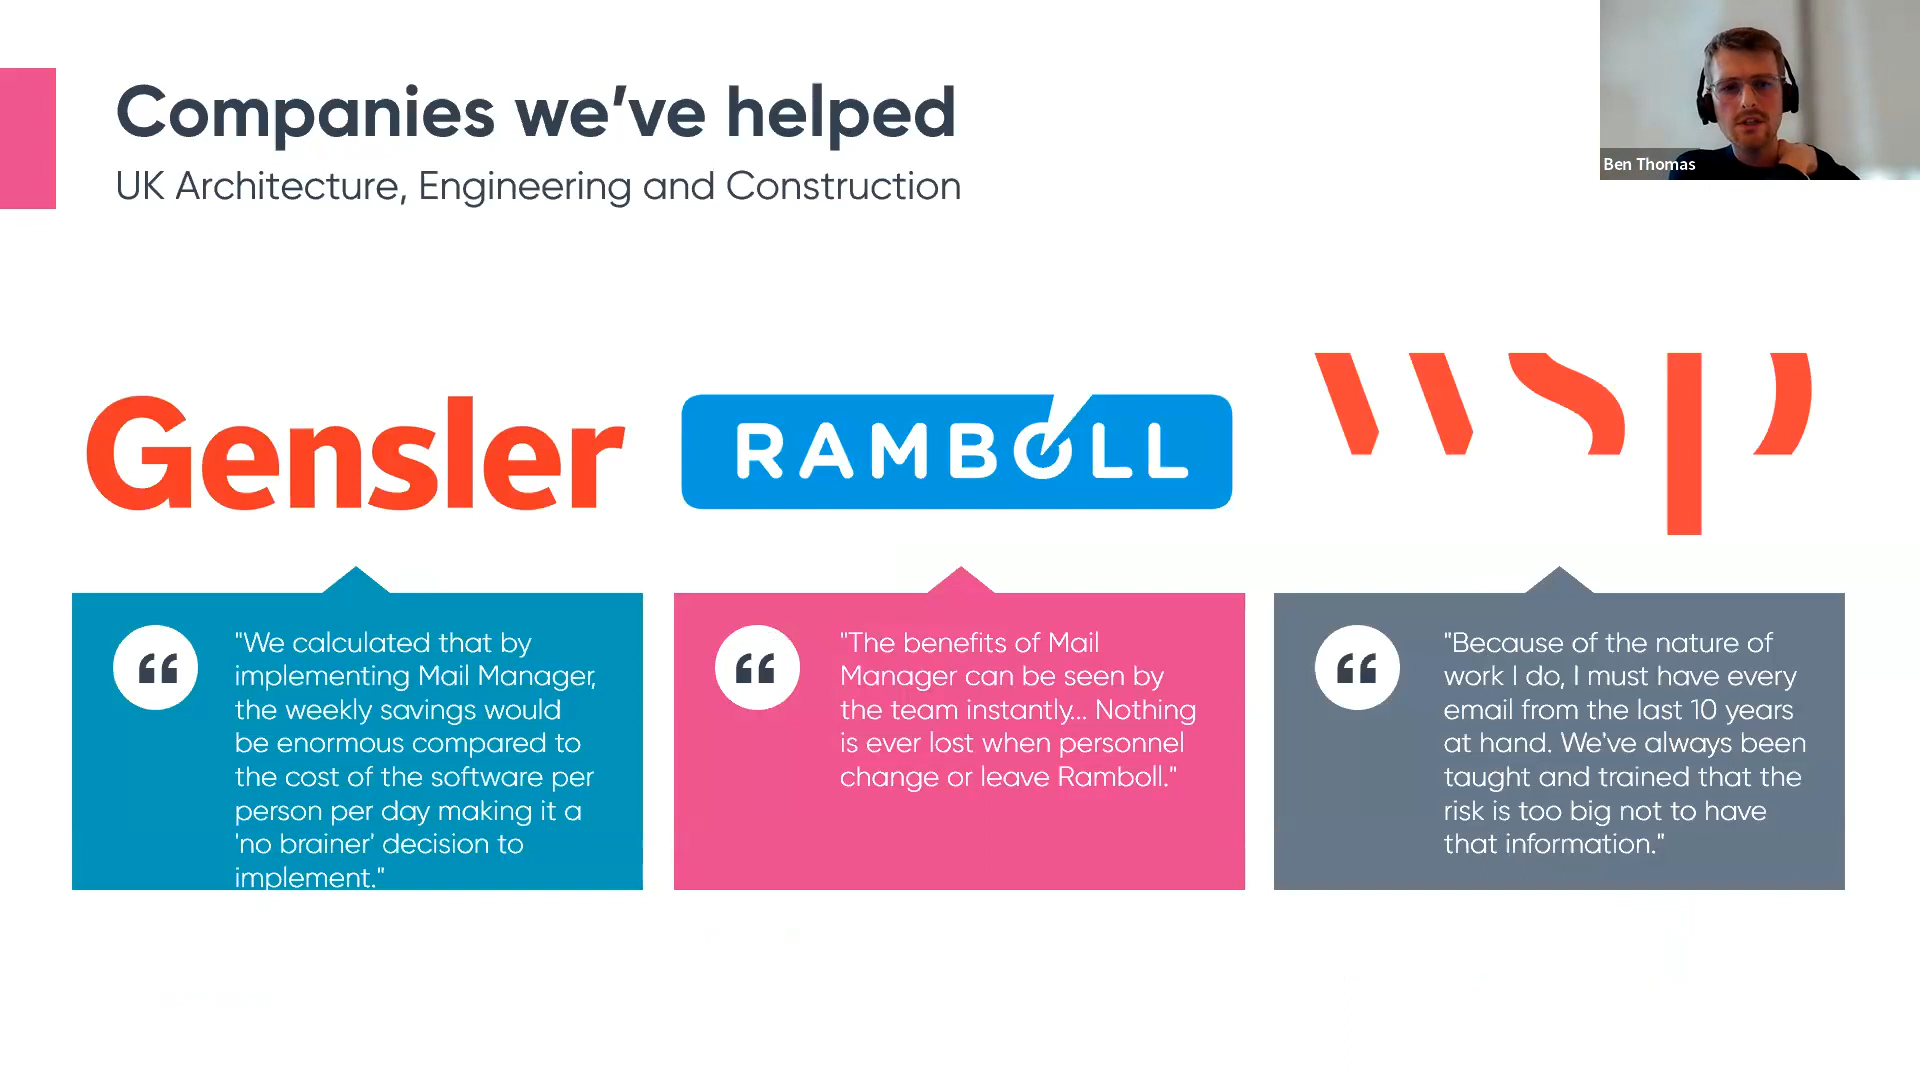 Companies we've helped
UK Architecture, Engineering and Construction
Ben Thomas
Gensler
RAMBOLL
wsp
"We calculated that by
implementing Mail Manager,
the weekly savings would
be enormous compared to
the cost of the software per
person per day making it a
'no brainer' decision to
implement."
"The benefits of Mail
Manager can be seen by
the team instantly... Nothing
is ever lost when personnel
change or leave Ramboll."
"Because of the nature of
work I do, I must have every
email from the last 10 years
at hand. We've always been
taught and trained that the
risk is too big not to have
that information."